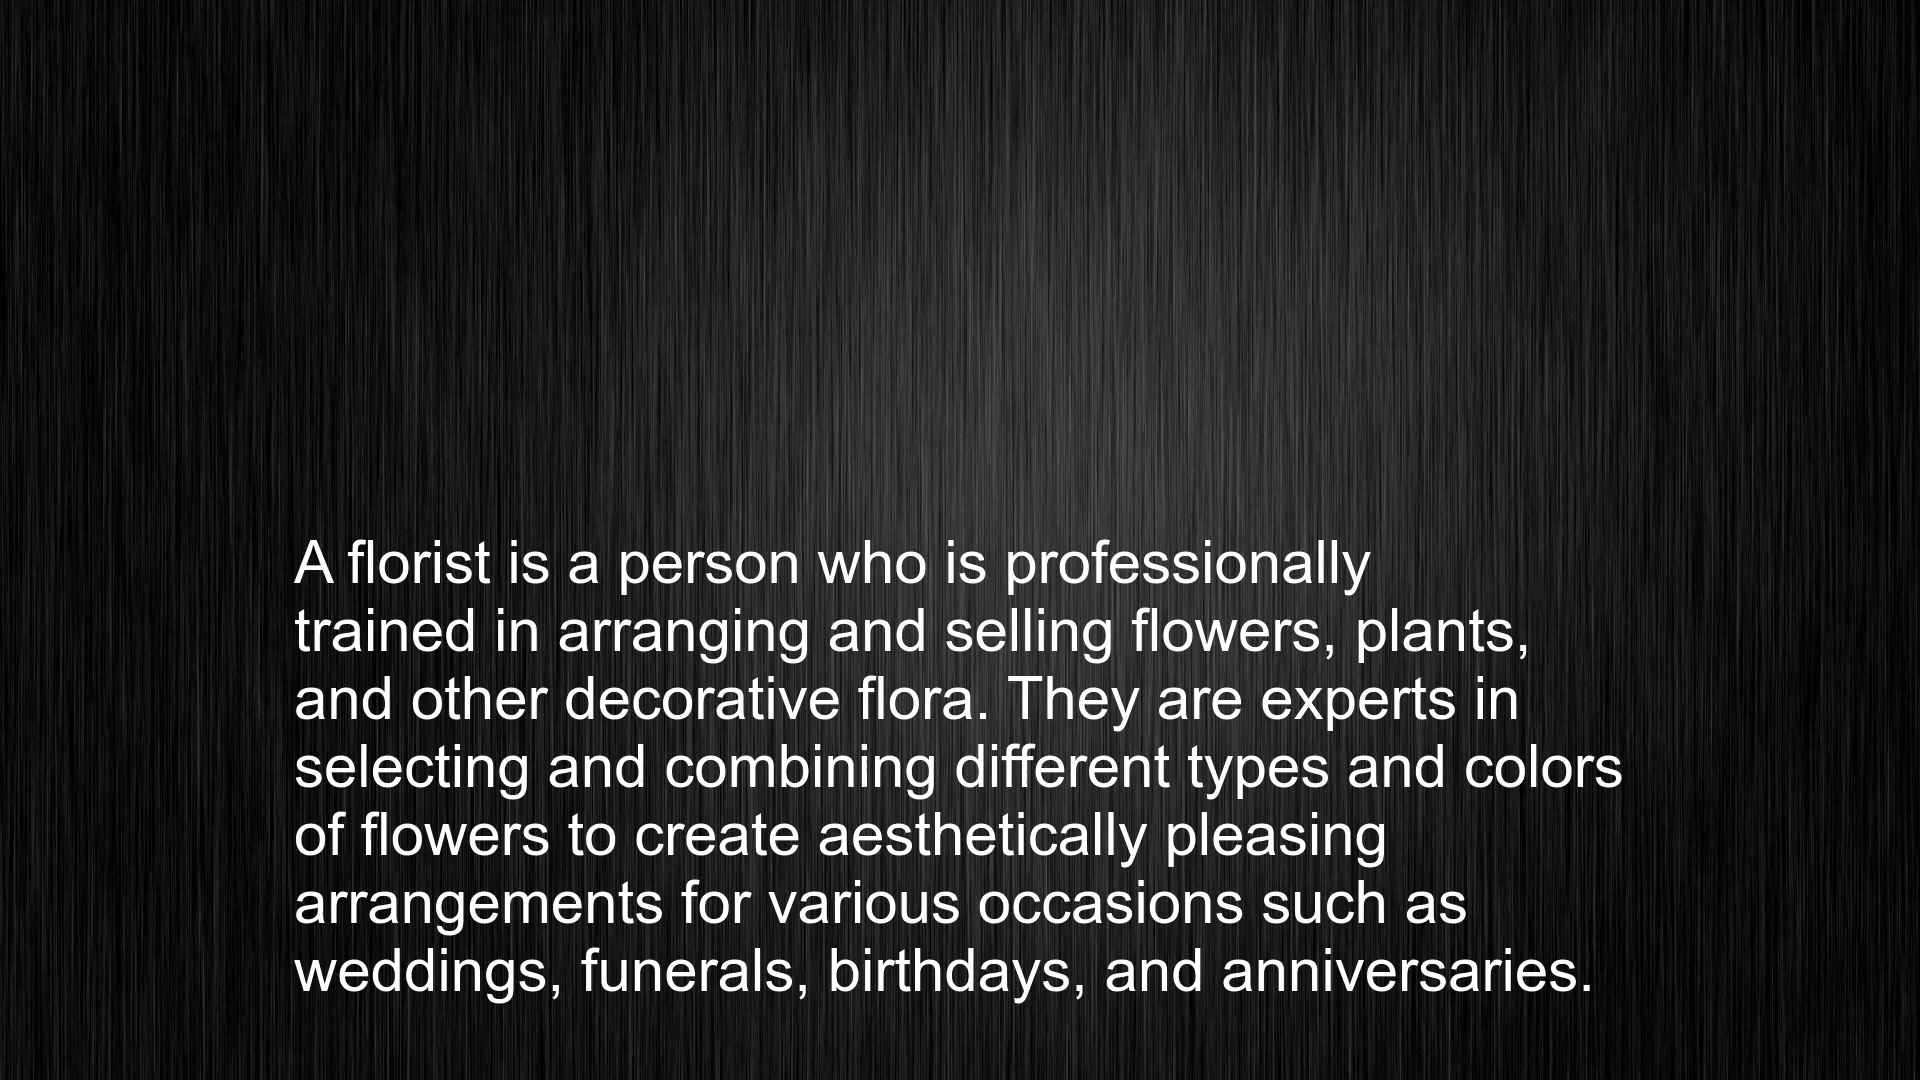 A florist is a person who is professionally
trained in arranging and selling flowers, plants,
and other decorative flora. They are experts in
selecting and combining different types and colors
of flowers to create aesthetically pleasing
arrangements for various occasions such as
weddings, funerals, birthdays, and anniversaries.